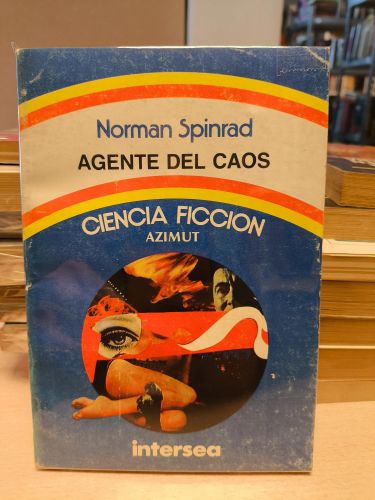 Norman Spinrad
AGENTE DEL CAOS
CIENCIA FICCION
AZIMUT
intersea